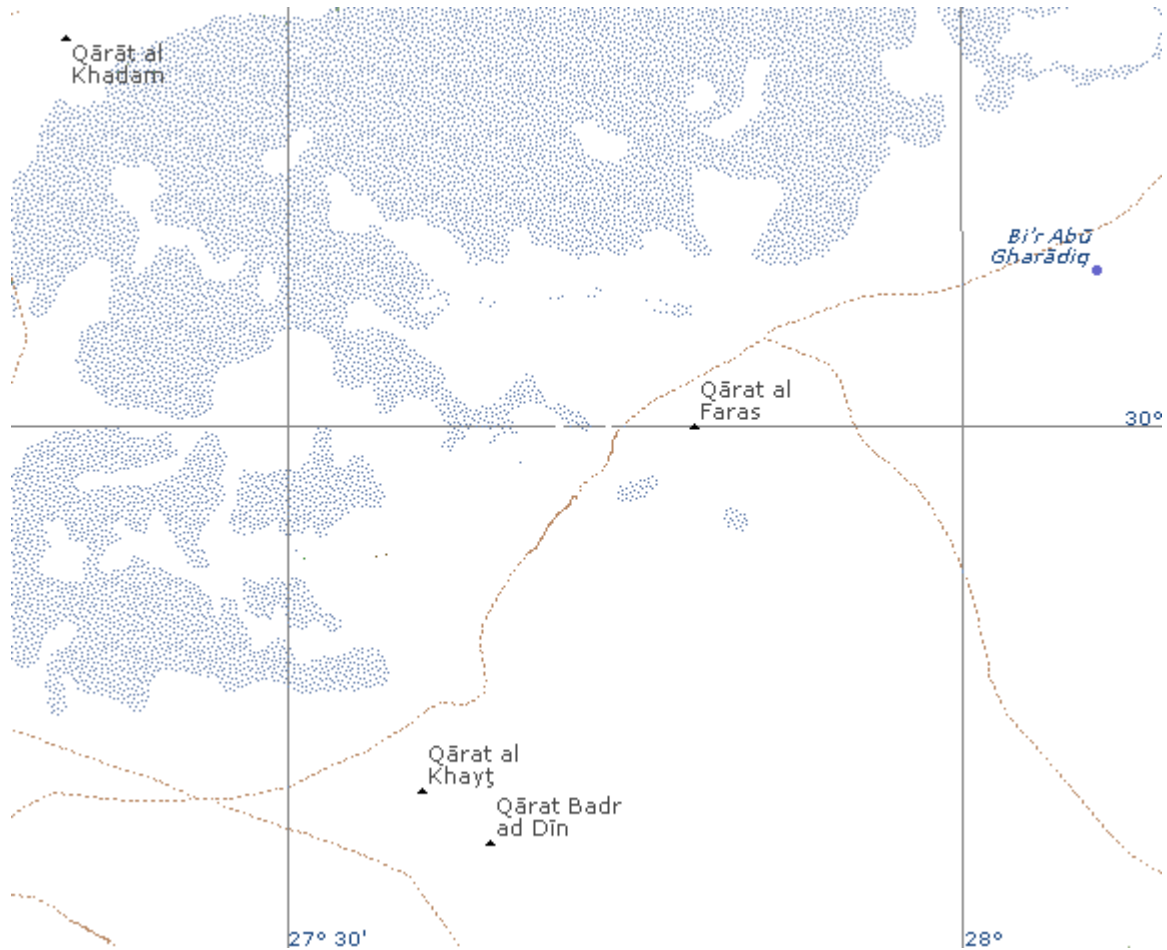 Qārāt al
Khadam
Bi'r Abū
Gharādiq
Qārat al
Faras
30°
Qārat al
Khayţ
Qārat Badr
ad Dīn
27° 30'
28°